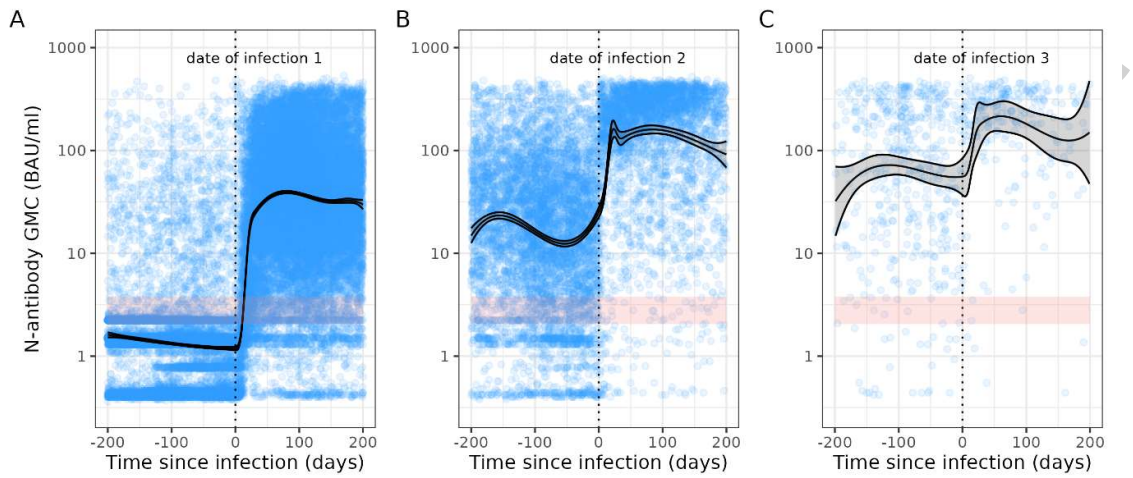 A
B
C
N-antibody GMC (BAU/ml)
1000
100
10
1
date of infection 1
-200 -100 0 100 200
Time since infection (days)
1000
100
10
1
date of infection 2
-200 -100 0 100 200
Time since infection (days)
1000
100
10
1
date of infection 3
-200 -100 0 100 200
Time since infection (days)